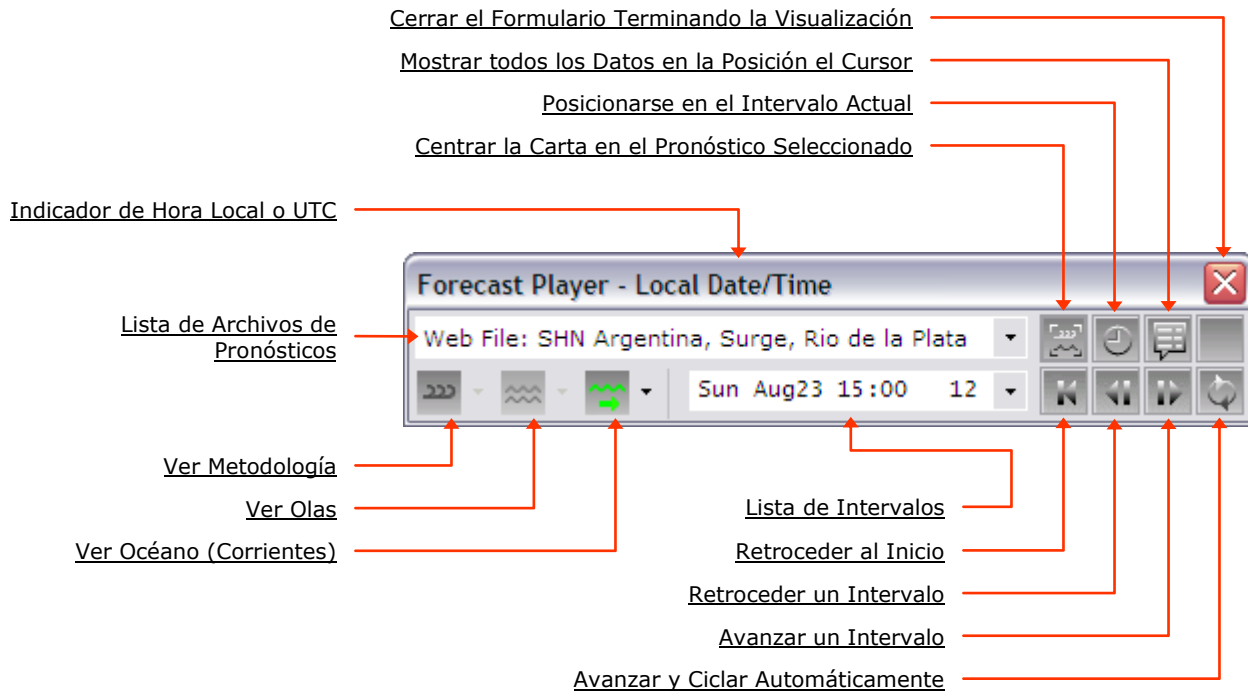 Cerrar el Formulario Terminando la Visualización
Mostrar todos los Datos en la Posición el Cursor
Posicionarse en el Intervalo Actual
Centrar la Carta en el Pronóstico Seleccionado
Indicador de Hora Local o UTC
Forecast Player - Local Date/Time
Lista de Archivos de
Pronósticos
Web File: SHN Argentina, Surge, Rio de la Plata
Sun Aug23 15:00 12
Ver Metodología
Ver Olas
Ver Océano (Corrientes)
Lista de Intervalos
Retroceder al Inicio
Retroceder un Intervalo
Avanzar un Intervalo
Avanzar y Ciclar Automáticamente